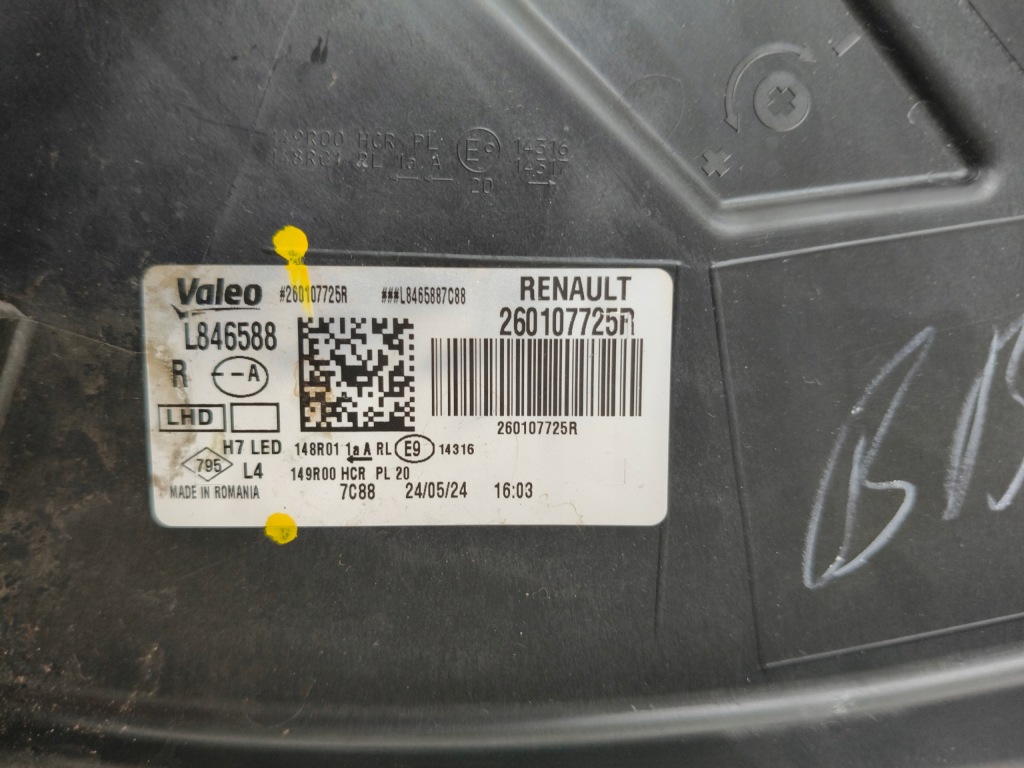 149R00 HCR PL E9 14316
148R01 RL 1a A 14317
20
Valeo #260107725R ###L8465887C88 RENAULT
L846588 260107725R
R --A
LHD
260107725R
H7 LED 148R01 1a A RL E9 14316
795 L4 149R00 HCR PL 20
MADE IN ROMANIA 7C88 24/05/24 16:03